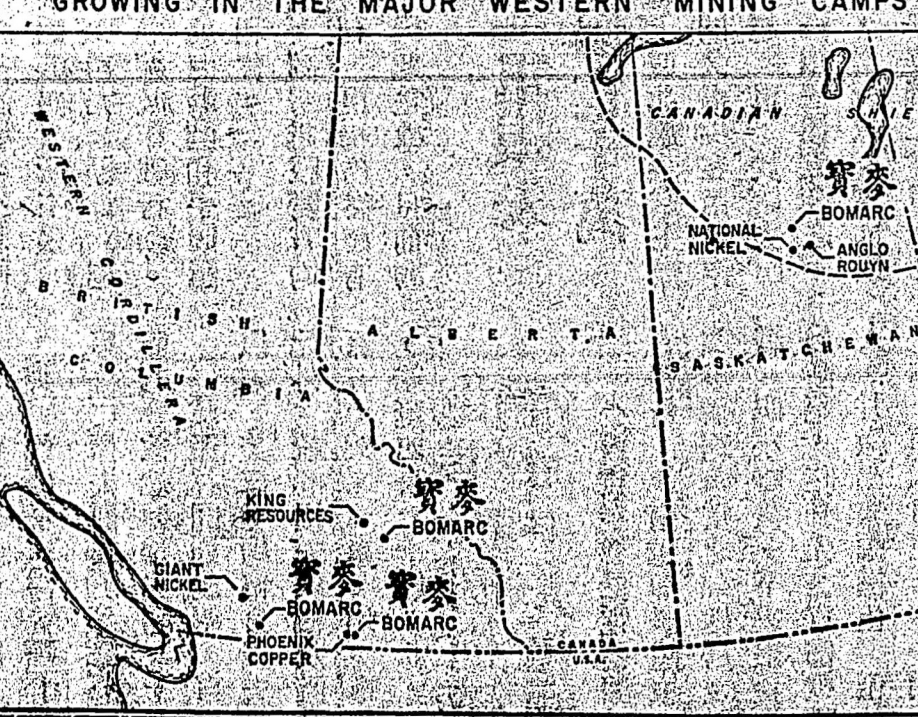 GROWING IN THE MAJOR WESTERN MINING CAMPS
WESTERN CORDILLERA
CANADIAN SHIE
寶麥
BOMARC
NATIONAL
NICKEL
ANGLO
ROUYN
BRITISH
COLUMBIA
ALBERTA
SASKATCHEWAN
KING
RESOURCES
寶麥
BOMARC
GIANT
NICKEL
寶麥
BOMARC
寶麥
BOMARC
PHOENIX
COPPER
CANADA
U.S.A.